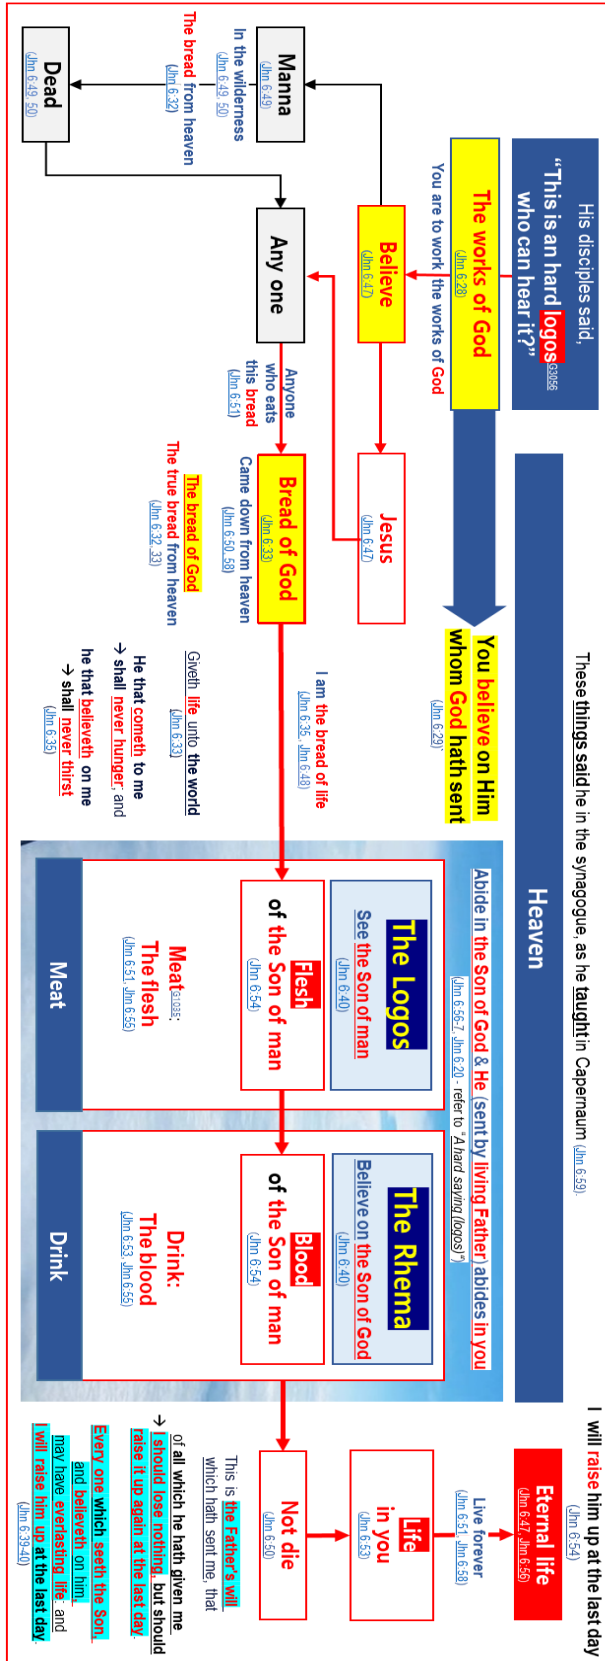 These things said he in the synagogue, as he taught in Capernaum (Jhn 6:59).
I will raise him up at the last day
(Jhn 6:54)
His disciples said,
“This is an hard logosG3056
who can hear it?”
Heaven
Eternal life
(Jhn 6:47, Jhn 6:56)
The works of God
(Jhn 6:28)
You are to work the works of God
You believe on Him
whom God hath sent
(Jhn 6:29)
Abide in the Son of God & He (sent by living Father) abides in you
(Jhn 6:56-7, Jhn 6:20 - refer to “A hard saying (logos)”)
Live forever
(Jhn 6:51, Jhn 6:58)
Believe
(Jhn 6:47)
Jesus
(Jhn 6:47)
The Logos
See the Son of man
(Jhn 6:40)
The Rhema
Believe on the Son of God
(Jhn 6:40)
Life
in you
(Jhn 6:53)
Manna
(Jhn 6:49)
In the wilderness
(Jhn 6:49, 50)
The bread from heaven
(Jhn 6:32)
Dead
(Jhn 6:49, 50)
Any one
Anyone
who eats
this bread
(Jhn 6:51)
Bread of God
(Jhn 6:33)
Came down from heaven
(Jhn 6:50, 58)
The bread of God
The true bread from heaven
(Jhn 6:32, 33)
I am the bread of life
(Jhn 6:35, Jhn 6:48)
Giveth life unto the world
(Jhn 6:33)
He that cometh to me
→ shall never hunger; and
he that believeth on me
→ shall never thirst
(Jhn 6:35)
Flesh
of the Son of man
(Jhn 6:54)
Meat G1035:
The flesh
(Jhn 6:51, Jhn 6:55)
Meat
Blood
of the Son of man
(Jhn 6:54)
Drink:
The blood
(Jhn 6:53, Jhn 6:55)
Drink
Not die
(Jhn 6:50)
This is the Father's will
which hath sent me, that
of all which he hath given me
→ I should lose nothing, but should
raise it up again at the last day.
Every one which seeth the Son,
and believeth on him,
may have everlasting life: and
I will raise him up at the last day.
(Jhn 6:39-40)